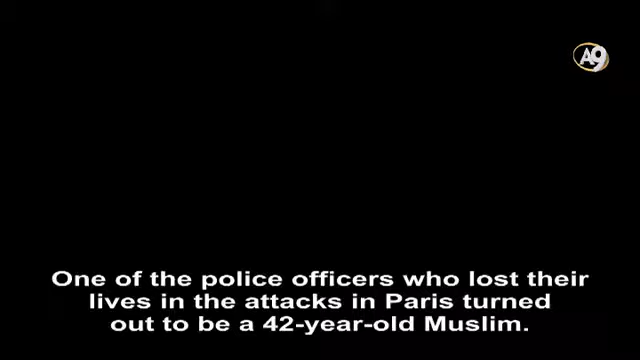 A9
One of the police officers who lost their
lives in the attacks in Paris turned
out to be a 42-year-old Muslim.